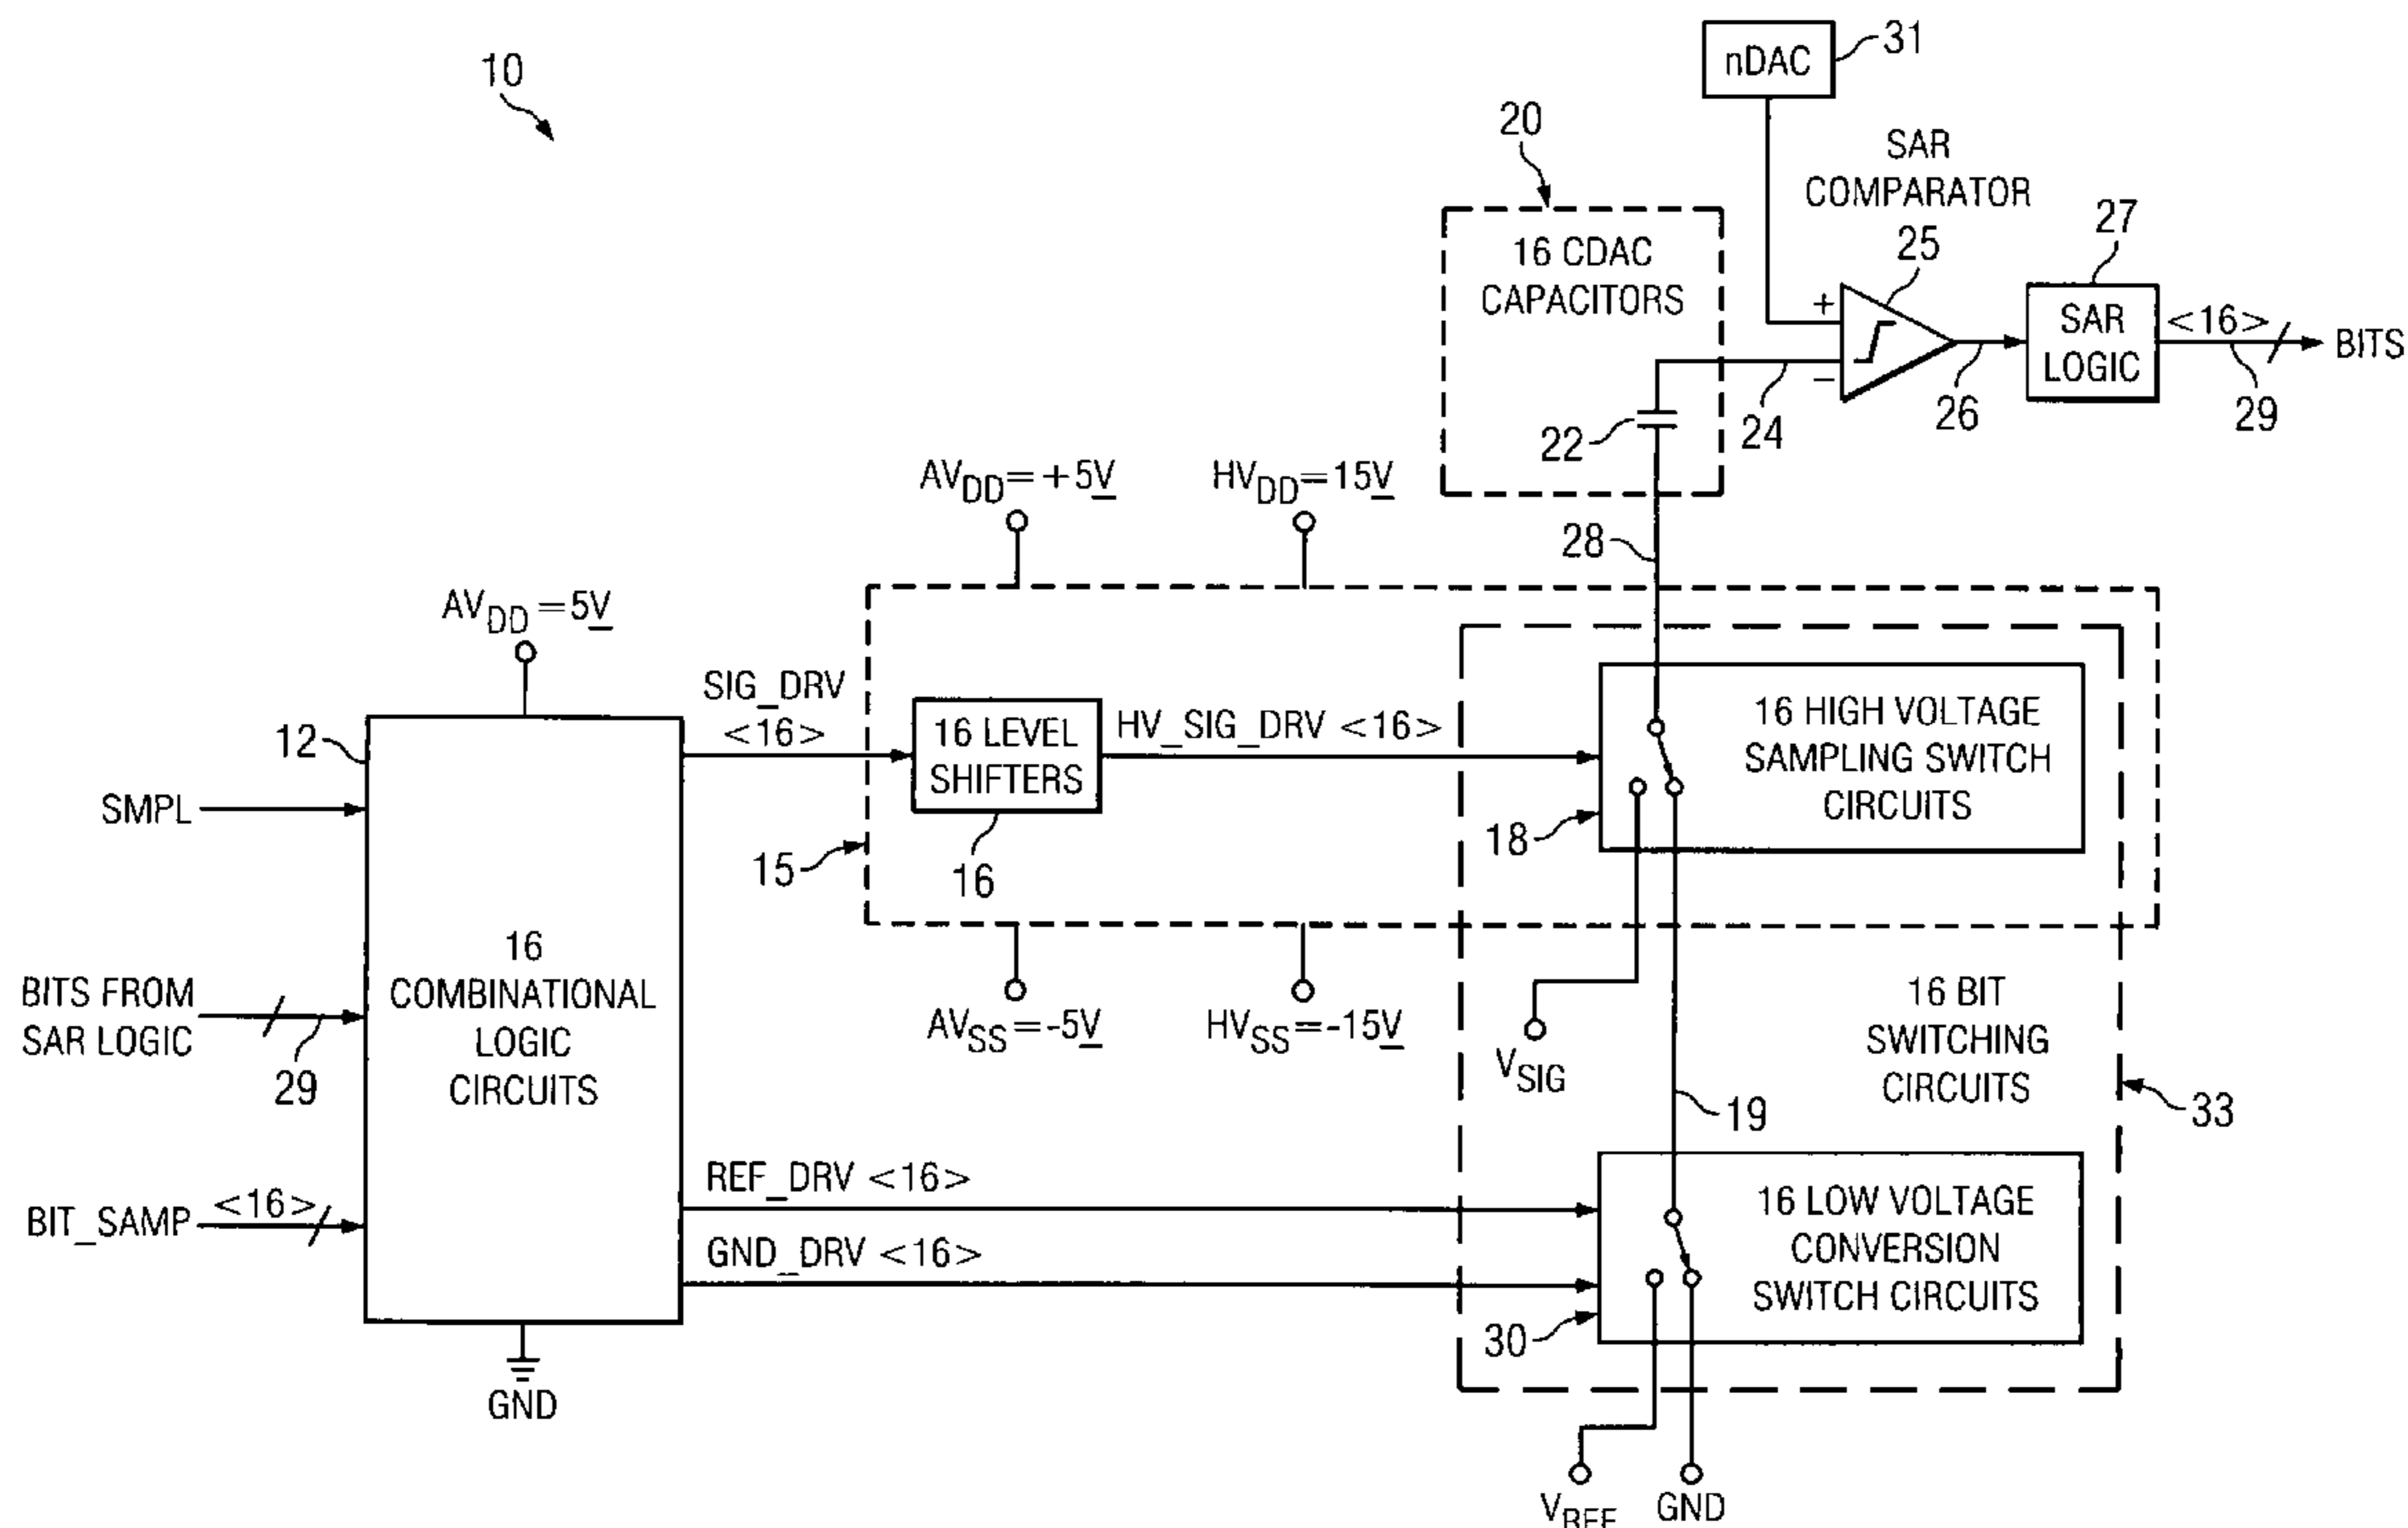 10
nDAC
31
20
SAR
COMPARATOR
25
27
16 CDAC
CAPACITORS
+
−
SAR
LOGIC
<16>
BITS
22
24
26
29
AVDD=+5V
HVDD=15V
28
AVDD=5V
12
SIG_DRV
<16>
16 LEVEL
SHIFTERS
HV_SIG_DRV <16>
16 HIGH VOLTAGE
SAMPLING SWITCH
CIRCUITS
SMPL
15
16
18
16
COMBINATIONAL
LOGIC
CIRCUITS
BITS FROM
SAR LOGIC
29
AVSS=-5V
HVSS=-15V
VSIG
16 BIT
SWITCHING
CIRCUITS
19
33
BIT_SAMP
<16>
REF_DRV <16>
GND_DRV <16>
16 LOW VOLTAGE
CONVERSION
SWITCH CIRCUITS
30
GND
VREF
GND